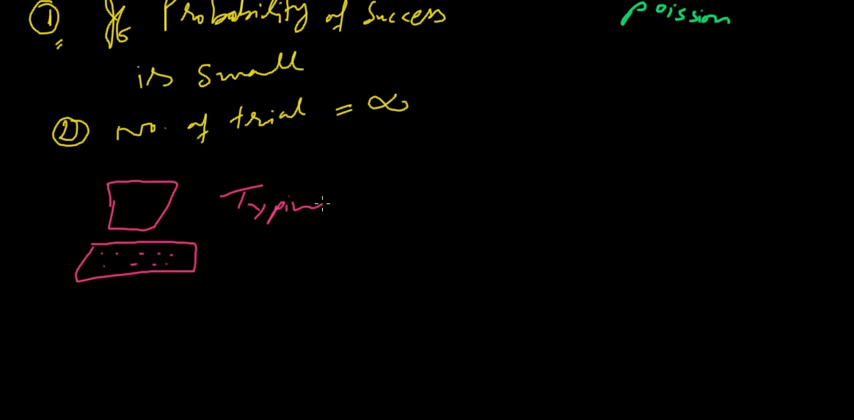 ① If Probability of Success
poission
is small
② No. of trial = ∞
Typin